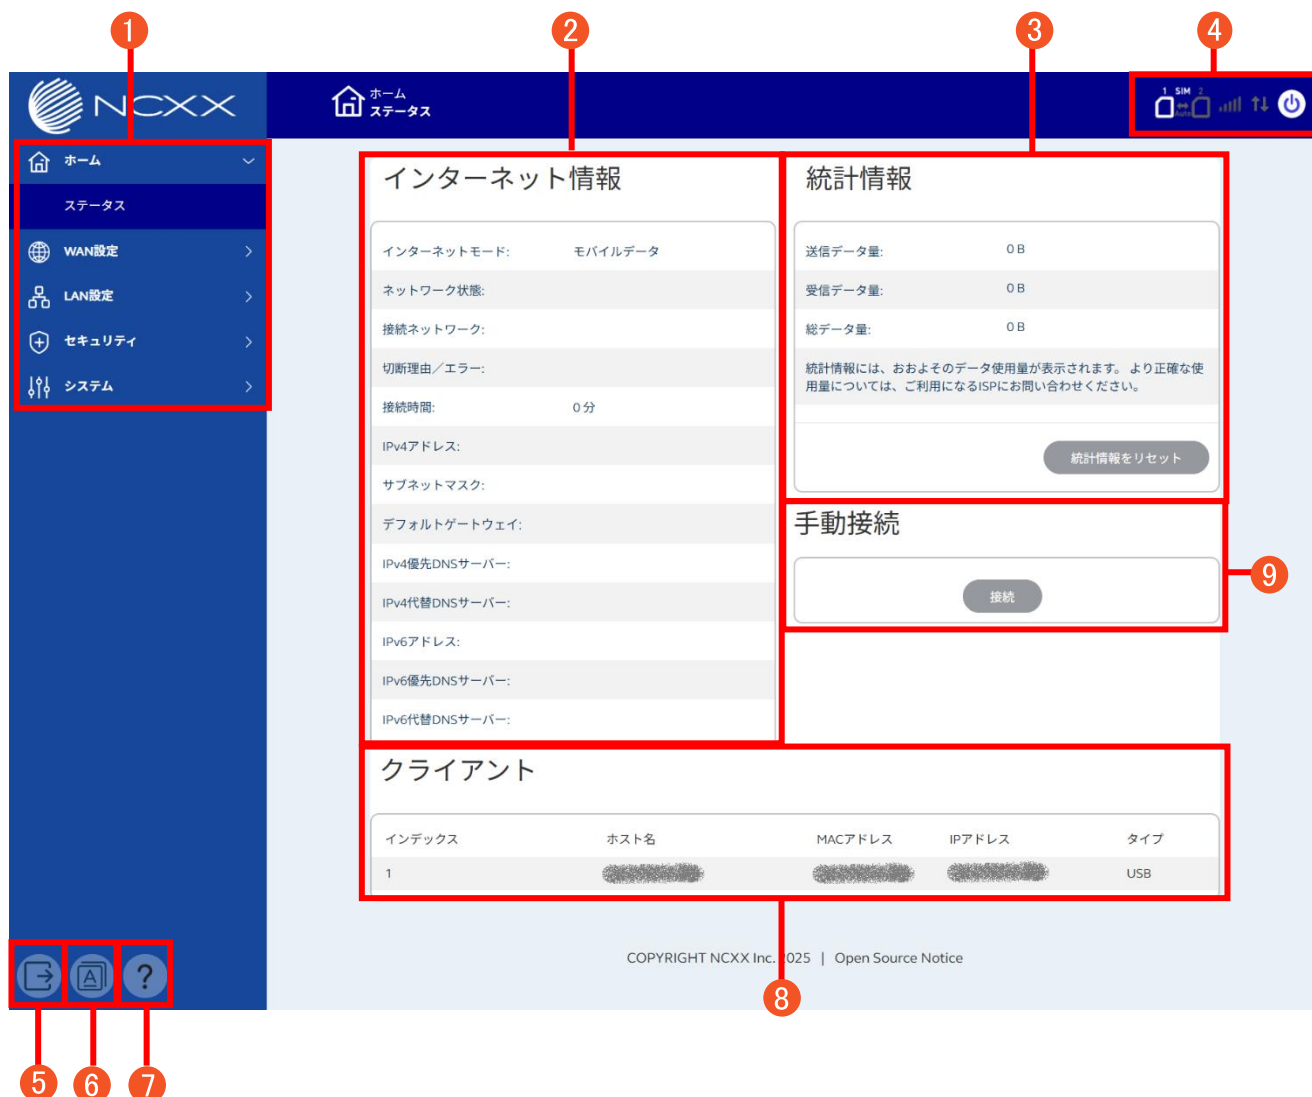 1
2
3
4
NCXX
ホーム
ステータス
1 SIM 2
Auto
ホーム
ステータス
WAN設定
LAN設定
セキュリティ
システム
インターネット情報
インターネットモード: モバイルデータ
ネットワーク状態:
接続ネットワーク:
切断理由／エラー:
接続時間: 0 分
IPv4アドレス:
サブネットマスク:
デフォルトゲートウェイ:
IPv4優先DNSサーバー:
IPv4代替DNSサーバー:
IPv6アドレス:
IPv6優先DNSサーバー:
IPv6代替DNSサーバー:
統計情報
送信データ量: 0 B
受信データ量: 0 B
総データ量: 0 B
統計情報には、おおよそのデータ使用量が表示されます。 より正確な使
用量については、ご利用になるISPにお問い合わせください。
統計情報をリセット
手動接続
接続
9
クライアント
インデックス ホスト名 MACアドレス IPアドレス タイプ
1 USB
COPYRIGHT NCXX Inc. 2025 | Open Source Notice
A
?
8
5
6
7